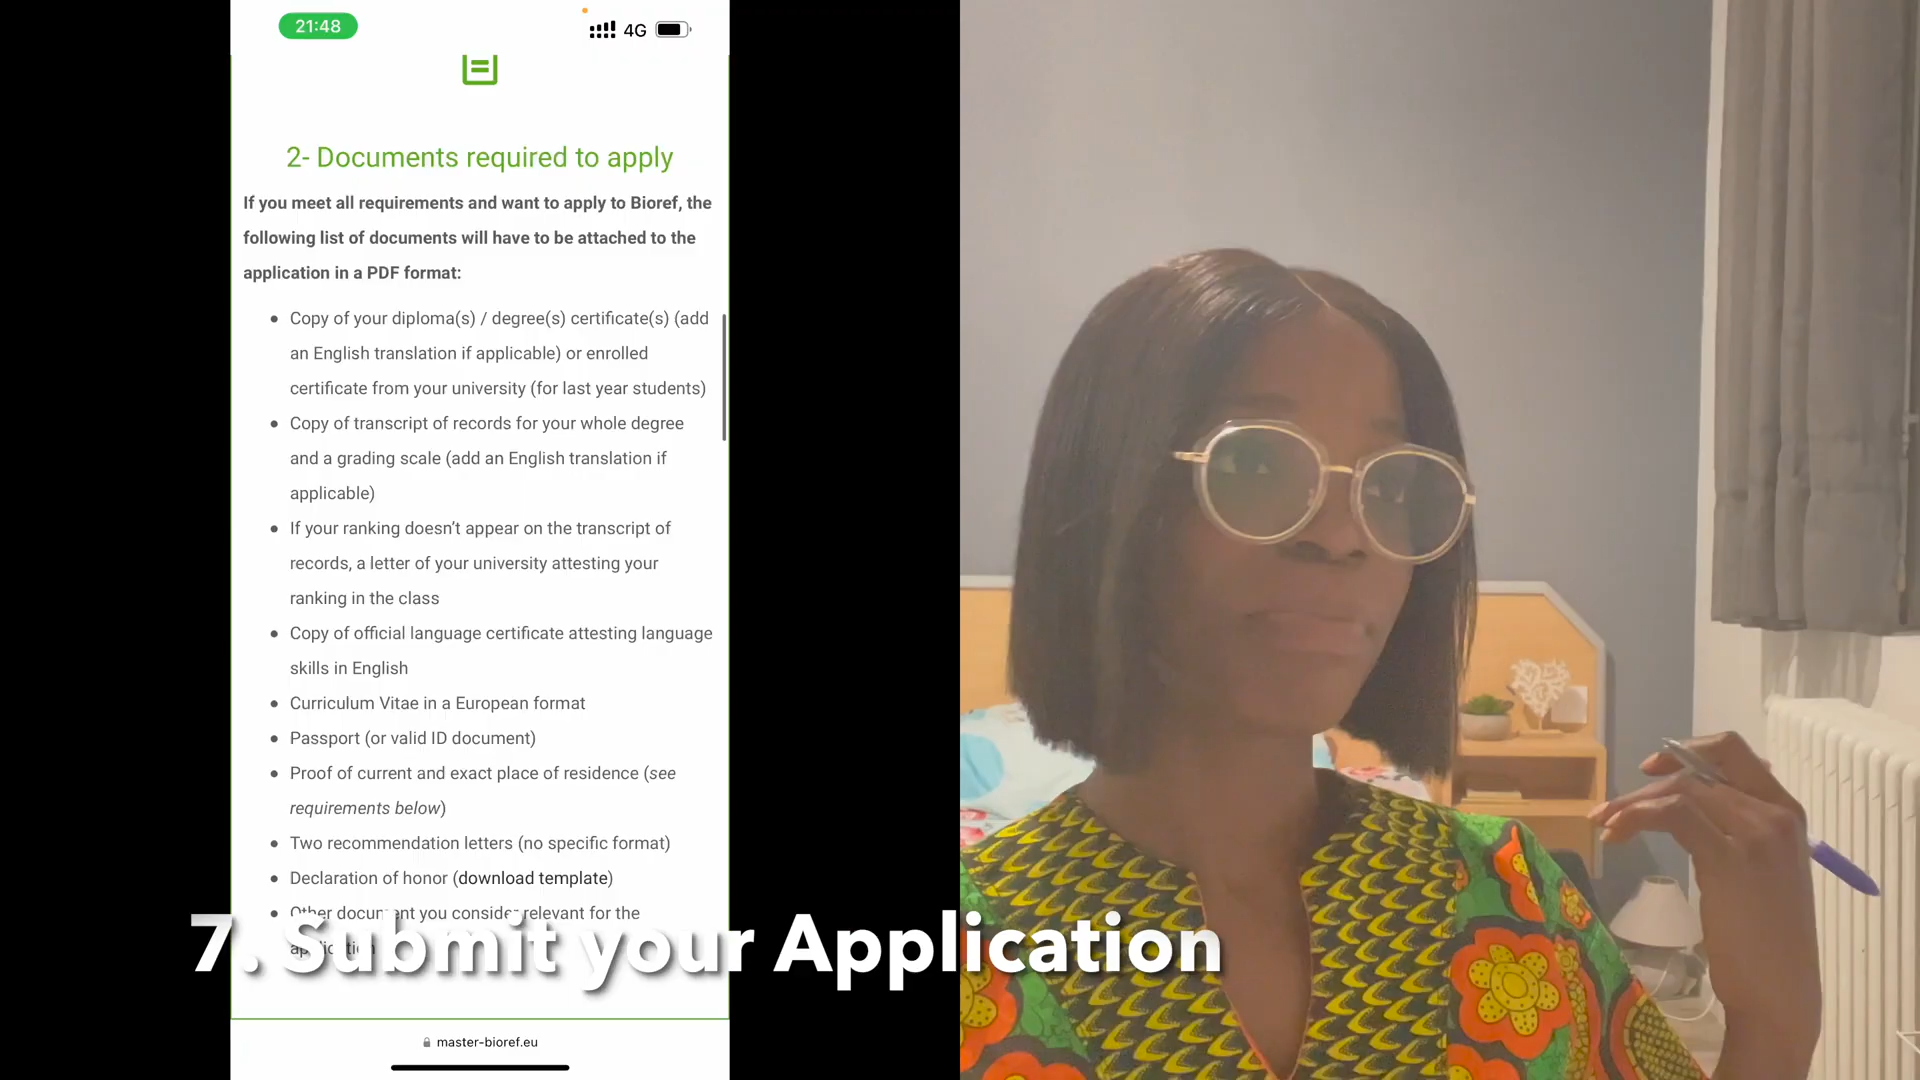 21:48
4G
2- Documents required to apply
If you meet all requirements and want to apply to Bioref, the
following list of documents will have to be attached to the
application in a PDF format:
Copy of your diploma(s) / degree(s) certificate(s) (add
an English translation if applicable) or enrolled
certificate from your university (for last year students)
Copy of transcript of records for your whole degree
and a grading scale (add an English translation if
applicable)
If your ranking doesn’t appear on the transcript of
records, a letter of your university attesting your
ranking in the class
Copy of official language certificate attesting language
skills in English
Curriculum Vitae in a European format
Passport (or valid ID document)
Proof of current and exact place of residence (see
requirements below)
Two recommendation letters (no specific format)
Declaration of honor (download template)
Other document you consider relevant for the
application
7. Submit your Application
master-bioref.eu